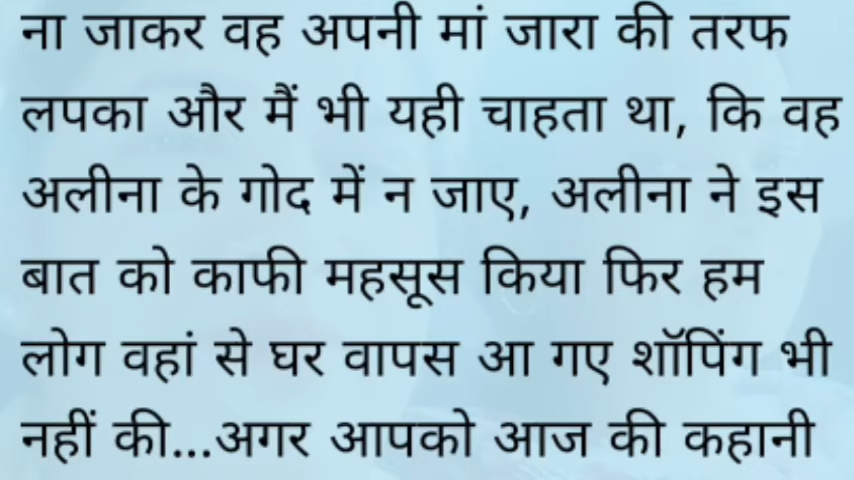 ना जाकर वह अपनी मां जारा की तरफ
लपका और मैं भी यही चाहता था, कि वह
अलीना के गोद में न जाए, अलीना ने इस
बात को काफी महसूस किया फिर हम
लोग वहां से घर वापस आ गए शॉपिंग भी
नहीं की...अगर आपको आज की कहानी